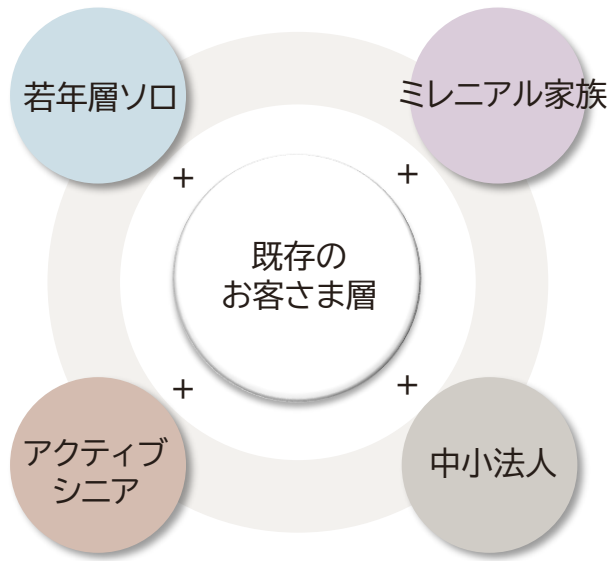 若年層ソロ
ミレニアル家族
+
+
既存の
お客さま層
+
+
アクティブ
シニア
中小法人